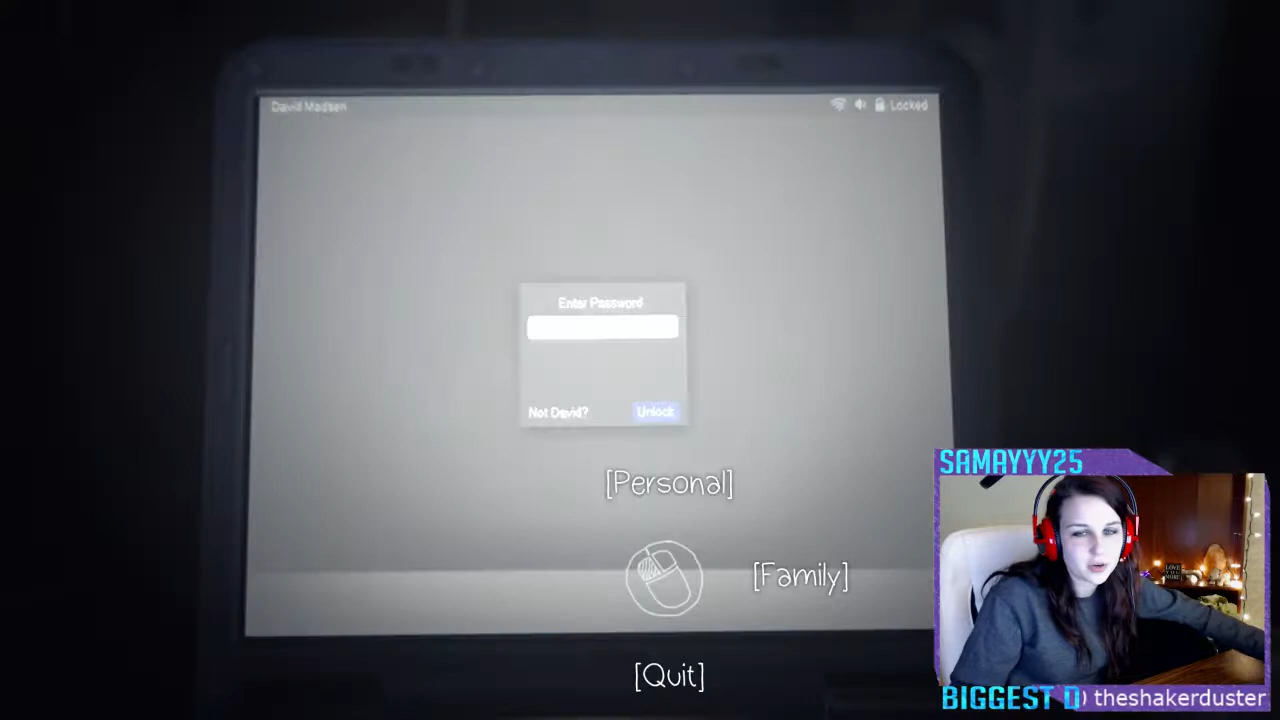 David Madsen
Locked
Enter Password
Not David?
Unlock
[Personal]
[Family]
[Quit]
SAMAYYY25
BIGGEST D
) theshakerduster